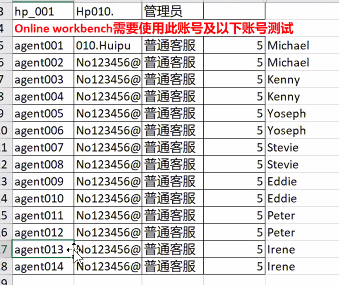 3 hp_001 Hp010. 管理员
4 Online workbench需要使用此账号及以下账号测试
5 agent001 010.Huipu 普通客服 5 Michael
6 agent002 No123456@ 普通客服 5 Michael
7 agent003 No123456@ 普通客服 5 Kenny
8 agent004 No123456@ 普通客服 5 Kenny
9 agent005 No123456@ 普通客服 5 Yoseph
0 agent006 No123456@ 普通客服 5 Yoseph
1 agent007 No123456@ 普通客服 5 Stevie
2 agent008 No123456@ 普通客服 5 Stevie
3 agent009 No123456@ 普通客服 5 Eddie
4 agent010 No123456@ 普通客服 5 Eddie
5 agent011 No123456@ 普通客服 5 Peter
6 agent012 No123456@ 普通客服 5 Peter
7 agent013 No123456@ 普通客服 5 Irene
8 agent014 No123456@ 普通客服 5 Irene